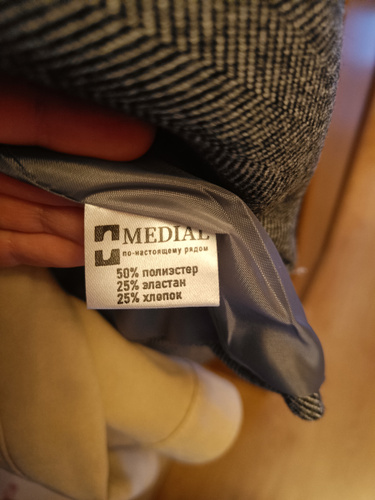 MEDIAL
по-настоящему рядом
50% полиэстер
25% эластан
25% хлопок